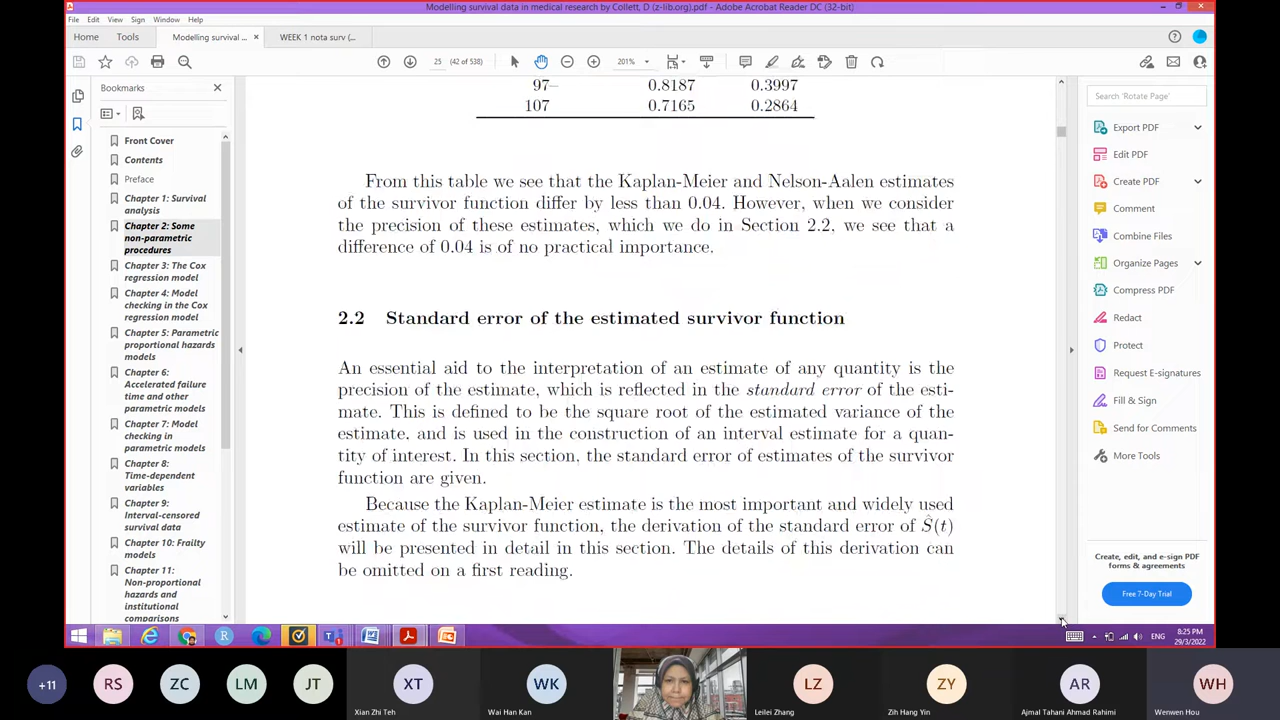 Modelling survival data in medical research by Collett, D (z-lib.org).pdf - Adobe Acrobat Reader DC (32-bit)
File Edit View Sign Window Help
Home Tools Modelling survival ... × WEEK 1 nota surv (...
25 (42 of 538) 201%
Bookmarks
Front Cover
Contents
Preface
Chapter 1: Survival
analysis
Chapter 2: Some
non-parametric
procedures
Chapter 3: The Cox
regression model
Chapter 4: Model
checking in the Cox
regression model
Chapter 5: Parametric
proportional hazards
models
Chapter 6:
Accelerated failure
time and other
parametric models
Chapter 7: Model
checking in
parametric models
Chapter 8:
Time-dependent
variables
Chapter 9:
Interval-censored
survival data
Chapter 10: Frailty
models
Chapter 11:
Non-proportional
hazards and
institutional
comparisons
97– 0.8187 0.3997
107 0.7165 0.2864
From this table we see that the Kaplan-Meier and Nelson-Aalen estimates
of the survivor function differ by less than 0.04. However, when we consider
the precision of these estimates, which we do in Section 2.2, we see that a
difference of 0.04 is of no practical importance.
2.2 Standard error of the estimated survivor function
An essential aid to the interpretation of an estimate of any quantity is the
precision of the estimate, which is reflected in the standard error of the esti-
mate. This is defined to be the square root of the estimated variance of the
estimate, and is used in the construction of an interval estimate for a quan-
tity of interest. In this section, the standard error of estimates of the survivor
function are given.
Because the Kaplan-Meier estimate is the most important and widely used
estimate of the survivor function, the derivation of the standard error of Ŝ(t)
will be presented in detail in this section. The details of this derivation can
be omitted on a first reading.
Search 'Rotate Page'
Export PDF
Edit PDF
Create PDF
Comment
Combine Files
Organize Pages
Compress PDF
Redact
Protect
Request E-signatures
Fill & Sign
Send for Comments
More Tools
Create, edit, and e-sign PDF
forms & agreements
Free 7-Day Trial
ENG
8:25 PM
29/3/2022
+11 RS ZC LM JT XT WK LZ ZY AR WH
Xian Zhi Teh Wai Han Kan Leilei Zhang Zih Hang Yin Ajmal Tahani Ahmad Rahimi Wenwen Hou